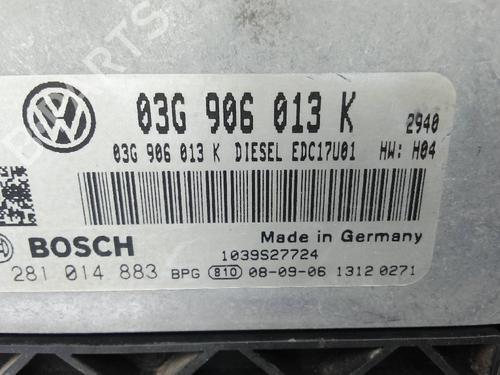 03G 906 013 K 2940
03G 906 013 K DIESEL EDC17U01 HW: H04
BOSCH
Made in Germany
1039S27724
281 014 883 BPG 810 08-09-06 1312 0271